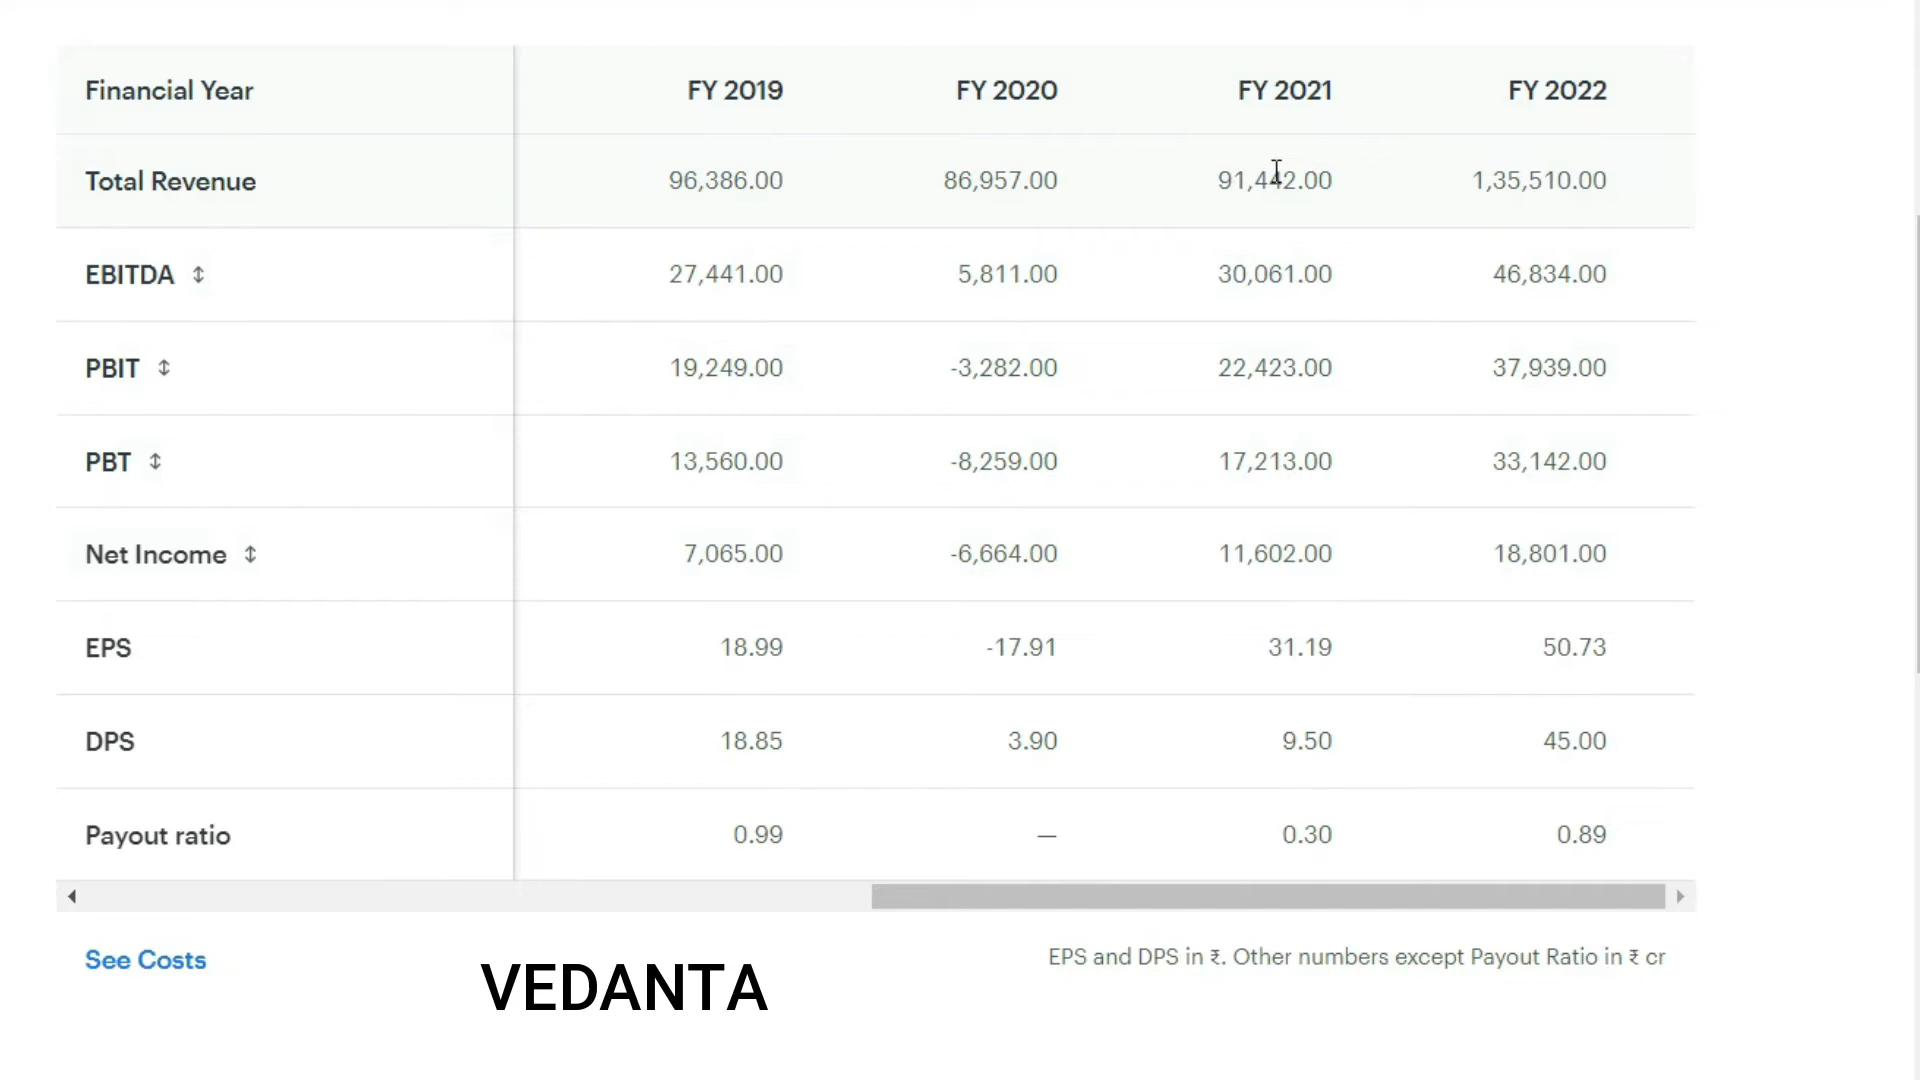 Financial Year FY 2019 FY 2020 FY 2021 FY 2022
Total Revenue 96,386.00 86,957.00 91,442.00 1,35,510.00
EBITDA 27,441.00 5,811.00 30,061.00 46,834.00
PBIT 19,249.00 -3,282.00 22,423.00 37,939.00
PBT 13,560.00 -8,259.00 17,213.00 33,142.00
Net Income 7,065.00 -6,664.00 11,602.00 18,801.00
EPS 18.99 -17.91 31.19 50.73
DPS 18.85 3.90 9.50 45.00
Payout ratio 0.99 — 0.30 0.89
See Costs EPS and DPS in ₹. Other numbers except Payout Ratio in ₹ cr
VEDANTA